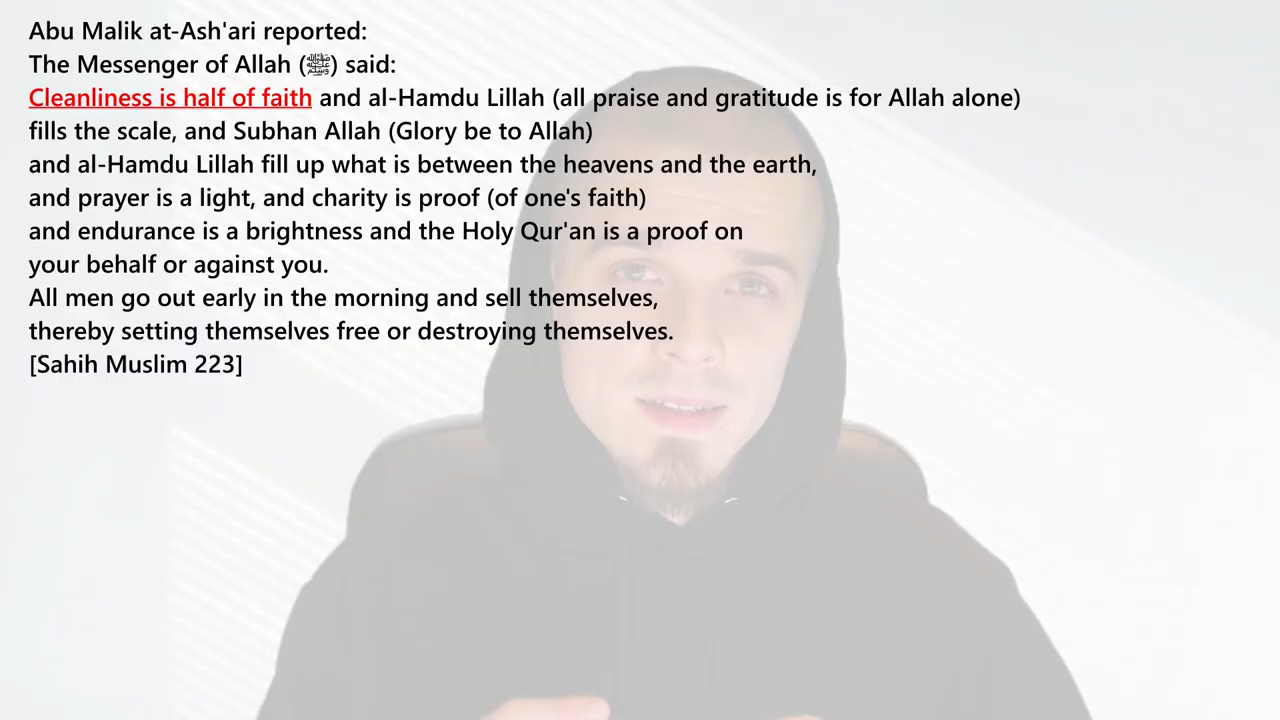 Abu Malik at-Ash'ari reported:
The Messenger of Allah (ﷺ) said:
Cleanliness is half of faith and al-Hamdu Lillah (all praise and gratitude is for Allah alone)
fills the scale, and Subhan Allah (Glory be to Allah)
and al-Hamdu Lillah fill up what is between the heavens and the earth,
and prayer is a light, and charity is proof (of one's faith)
and endurance is a brightness and the Holy Qur'an is a proof on
your behalf or against you.
All men go out early in the morning and sell themselves,
thereby setting themselves free or destroying themselves.
[Sahih Muslim 223]